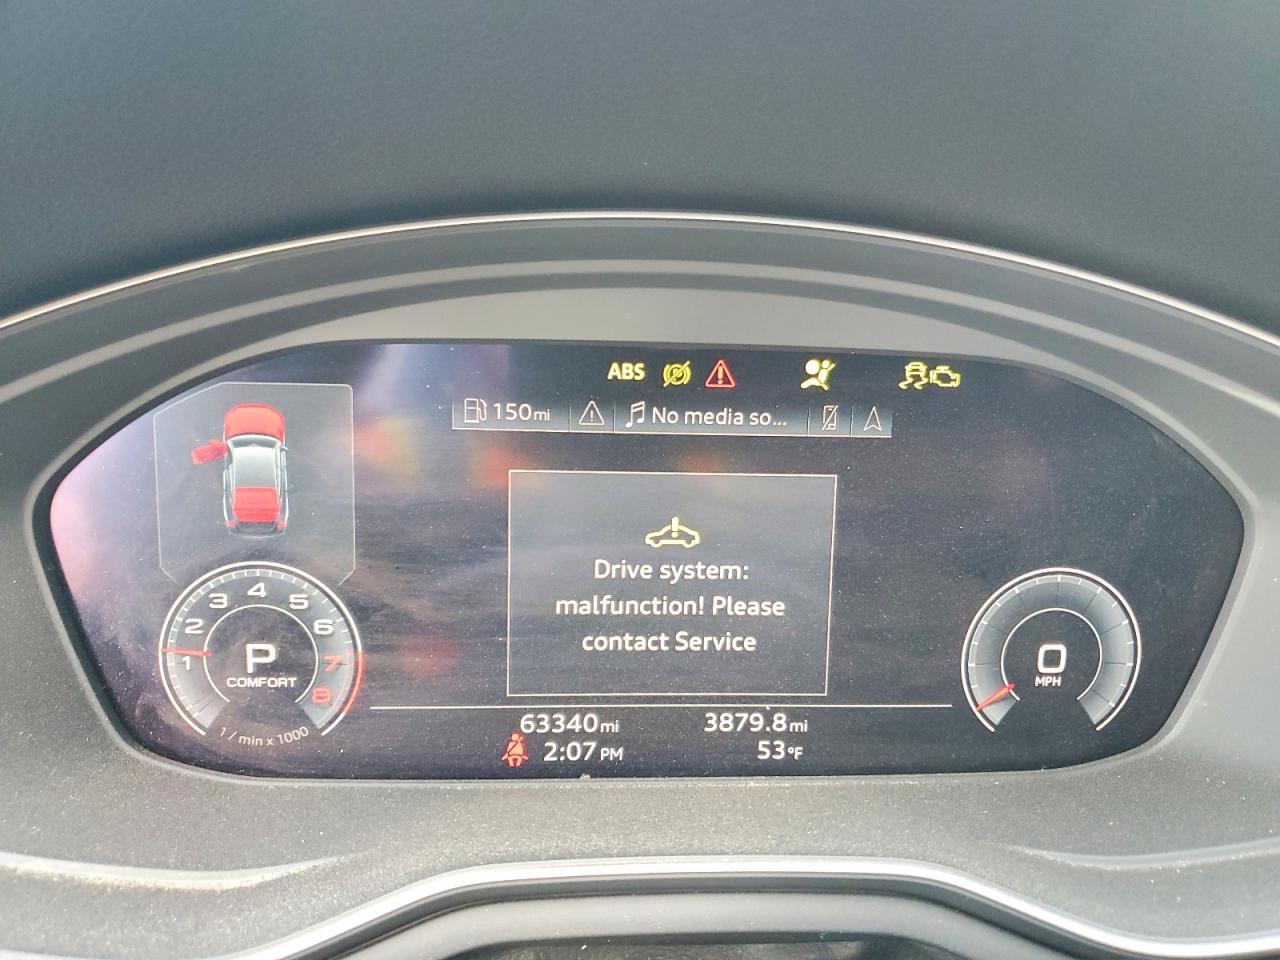 ABS
150mi
No media so...
Drive system:
malfunction! Please
contact Service
1 2 3 4 5 6 7 8
P
COMFORT
1 / min x 1000
0
MPH
63340mi 3879.8mi
2:07 PM 53°F